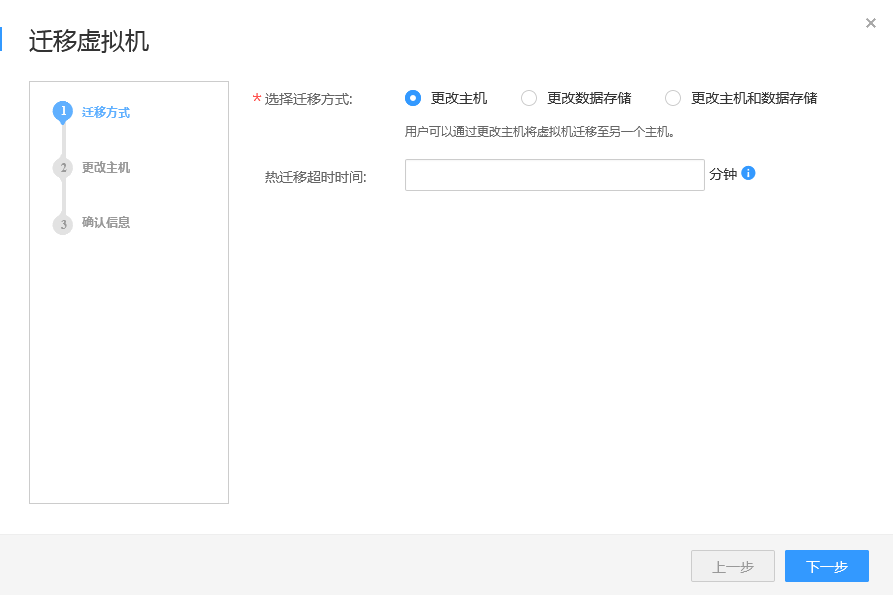 迁移虚拟机
1 迁移方式
2 更改主机
3 确认信息
* 选择迁移方式: 更改主机 更改数据存储 更改主机和数据存储
用户可以通过更改主机将虚拟机迁移至另一个主机。
热迁移超时时间: 分钟 i
上一步 下一步